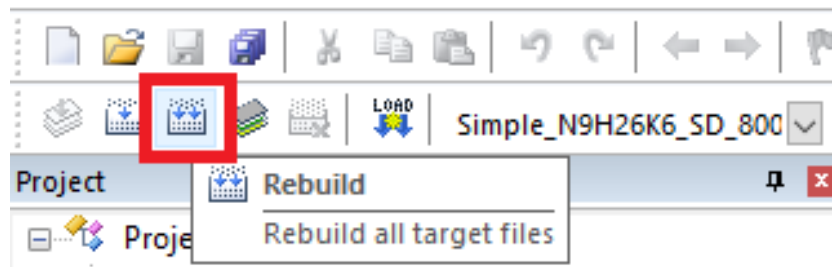 LOAD
Simple_N9H26K6_SD_800
Project
Rebuild
Proje
Rebuild all target files